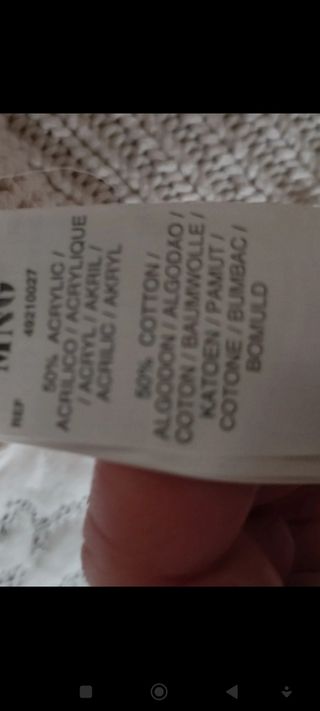 MNG
REF 49210027
50% ACRYLIC /
ACRILICO / ACRYLIQUE
/ ACRYL / AKRIL /
ACRILIC / AKRYL
50% COTTON /
ALGODON / ALGODAO /
COTON / BAUMWOLLE /
KATOEN / PAMUT /
COTONE / BUMBAC /
BOMULD